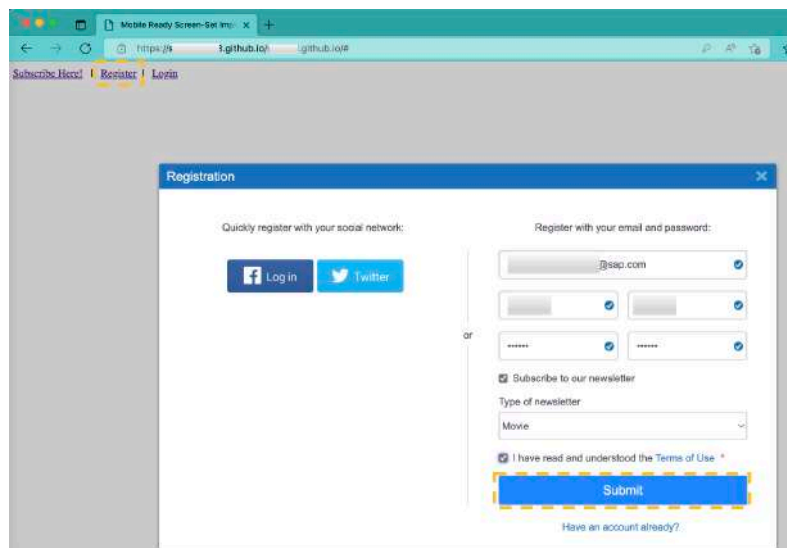 Mobile Ready Screen-Set Imp
https://s 3.github.io/ .github.io/#
Subscribe Here! | Register | Login
Registration
Quickly register with your social network:
Log in
Twitter
or
Register with your email and password:
@sap.com
Subscribe to our newsletter
Type of newsletter
Movie
I have read and understood the Terms of Use *
Submit
Have an account already?